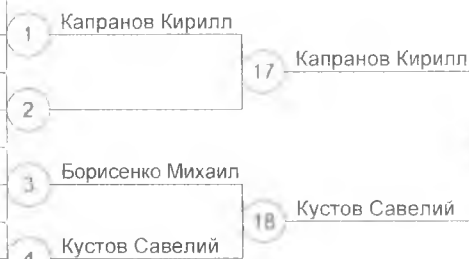 1 Капранов Кирилл
17 Капранов Кирилл
2
3 Борисенко Михаил
18 Кустов Савелий
4 Кустов Савелий